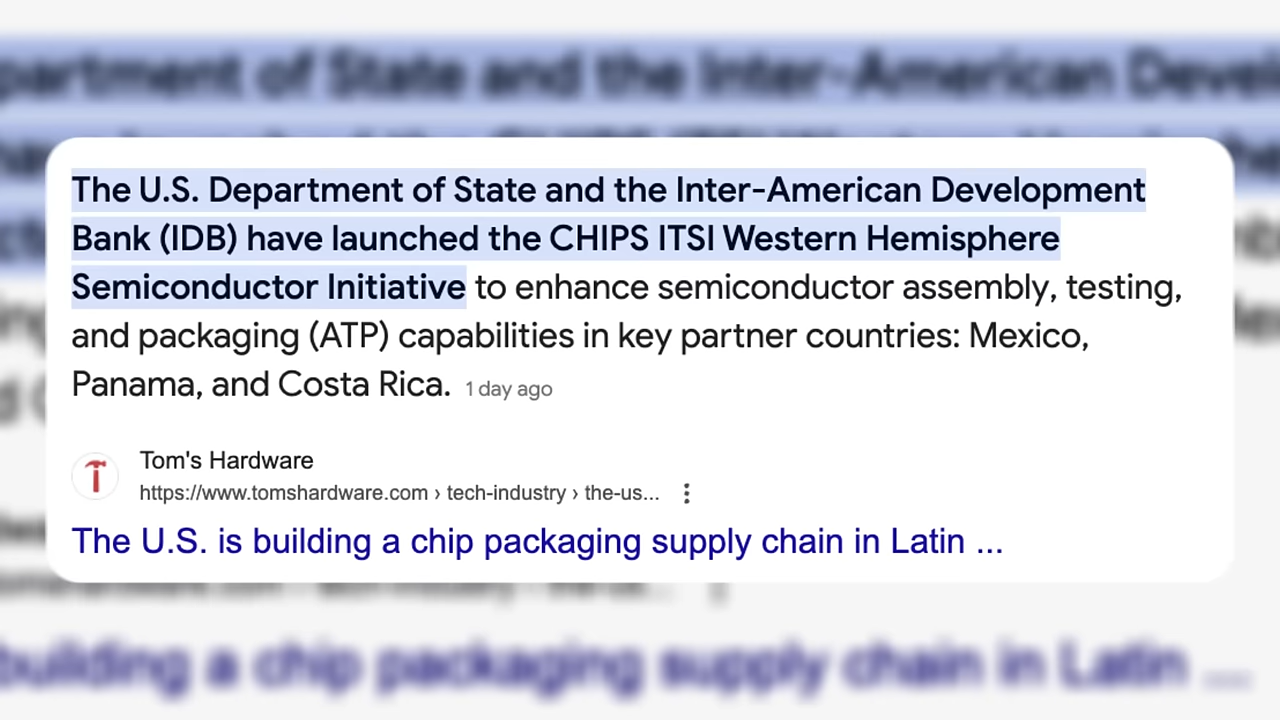 The U.S. Department of State and the Inter-American Development
Bank (IDB) have launched the CHIPS ITSI Western Hemisphere
Semiconductor Initiative to enhance semiconductor assembly, testing,
and packaging (ATP) capabilities in key partner countries: Mexico,
Panama, and Costa Rica. 1 day ago
Tom's Hardware
https://www.tomshardware.com › tech-industry › the-us...
The U.S. is building a chip packaging supply chain in Latin ...